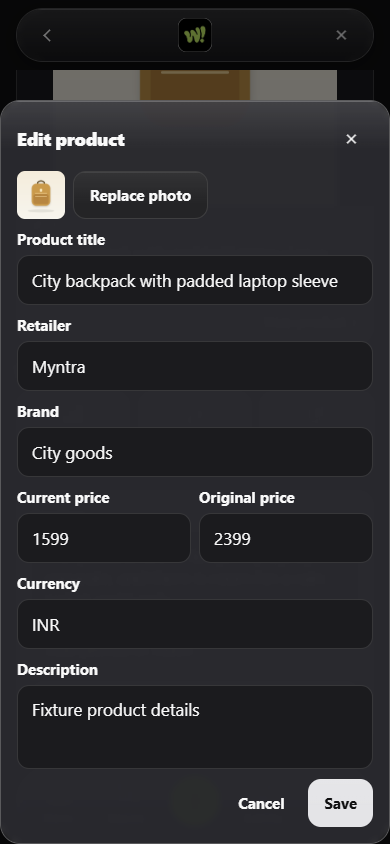 W!
Edit product
Replace photo
Product title
City backpack with padded laptop sleeve
Retailer
Myntra
Brand
City goods
Current price
Original price
1599
2399
Currency
INR
Description
Fixture product details
Cancel
Save